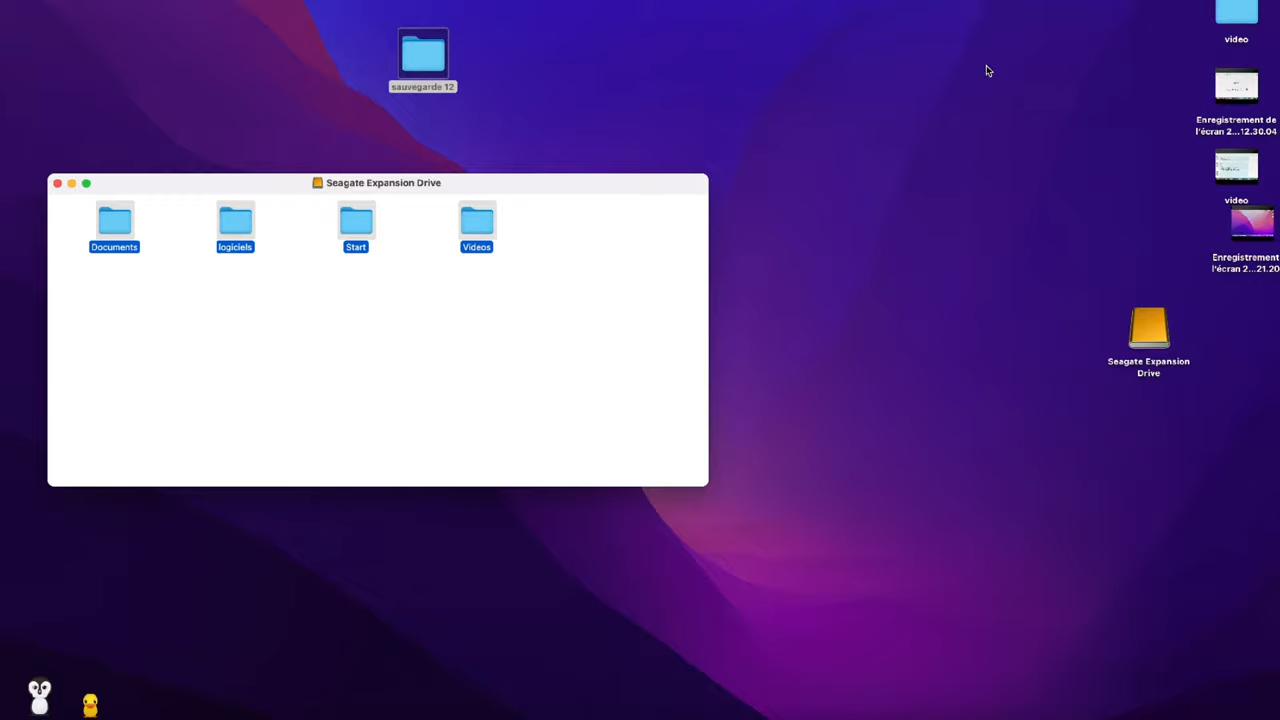 video
sauvegarde 12
Enregistrement de
l'écran 2...12.30.04
Seagate Expansion Drive
video
Documents
logiciels
Start
Videos
Enregistrement
l'écran 2...21.20
Seagate Expansion
Drive